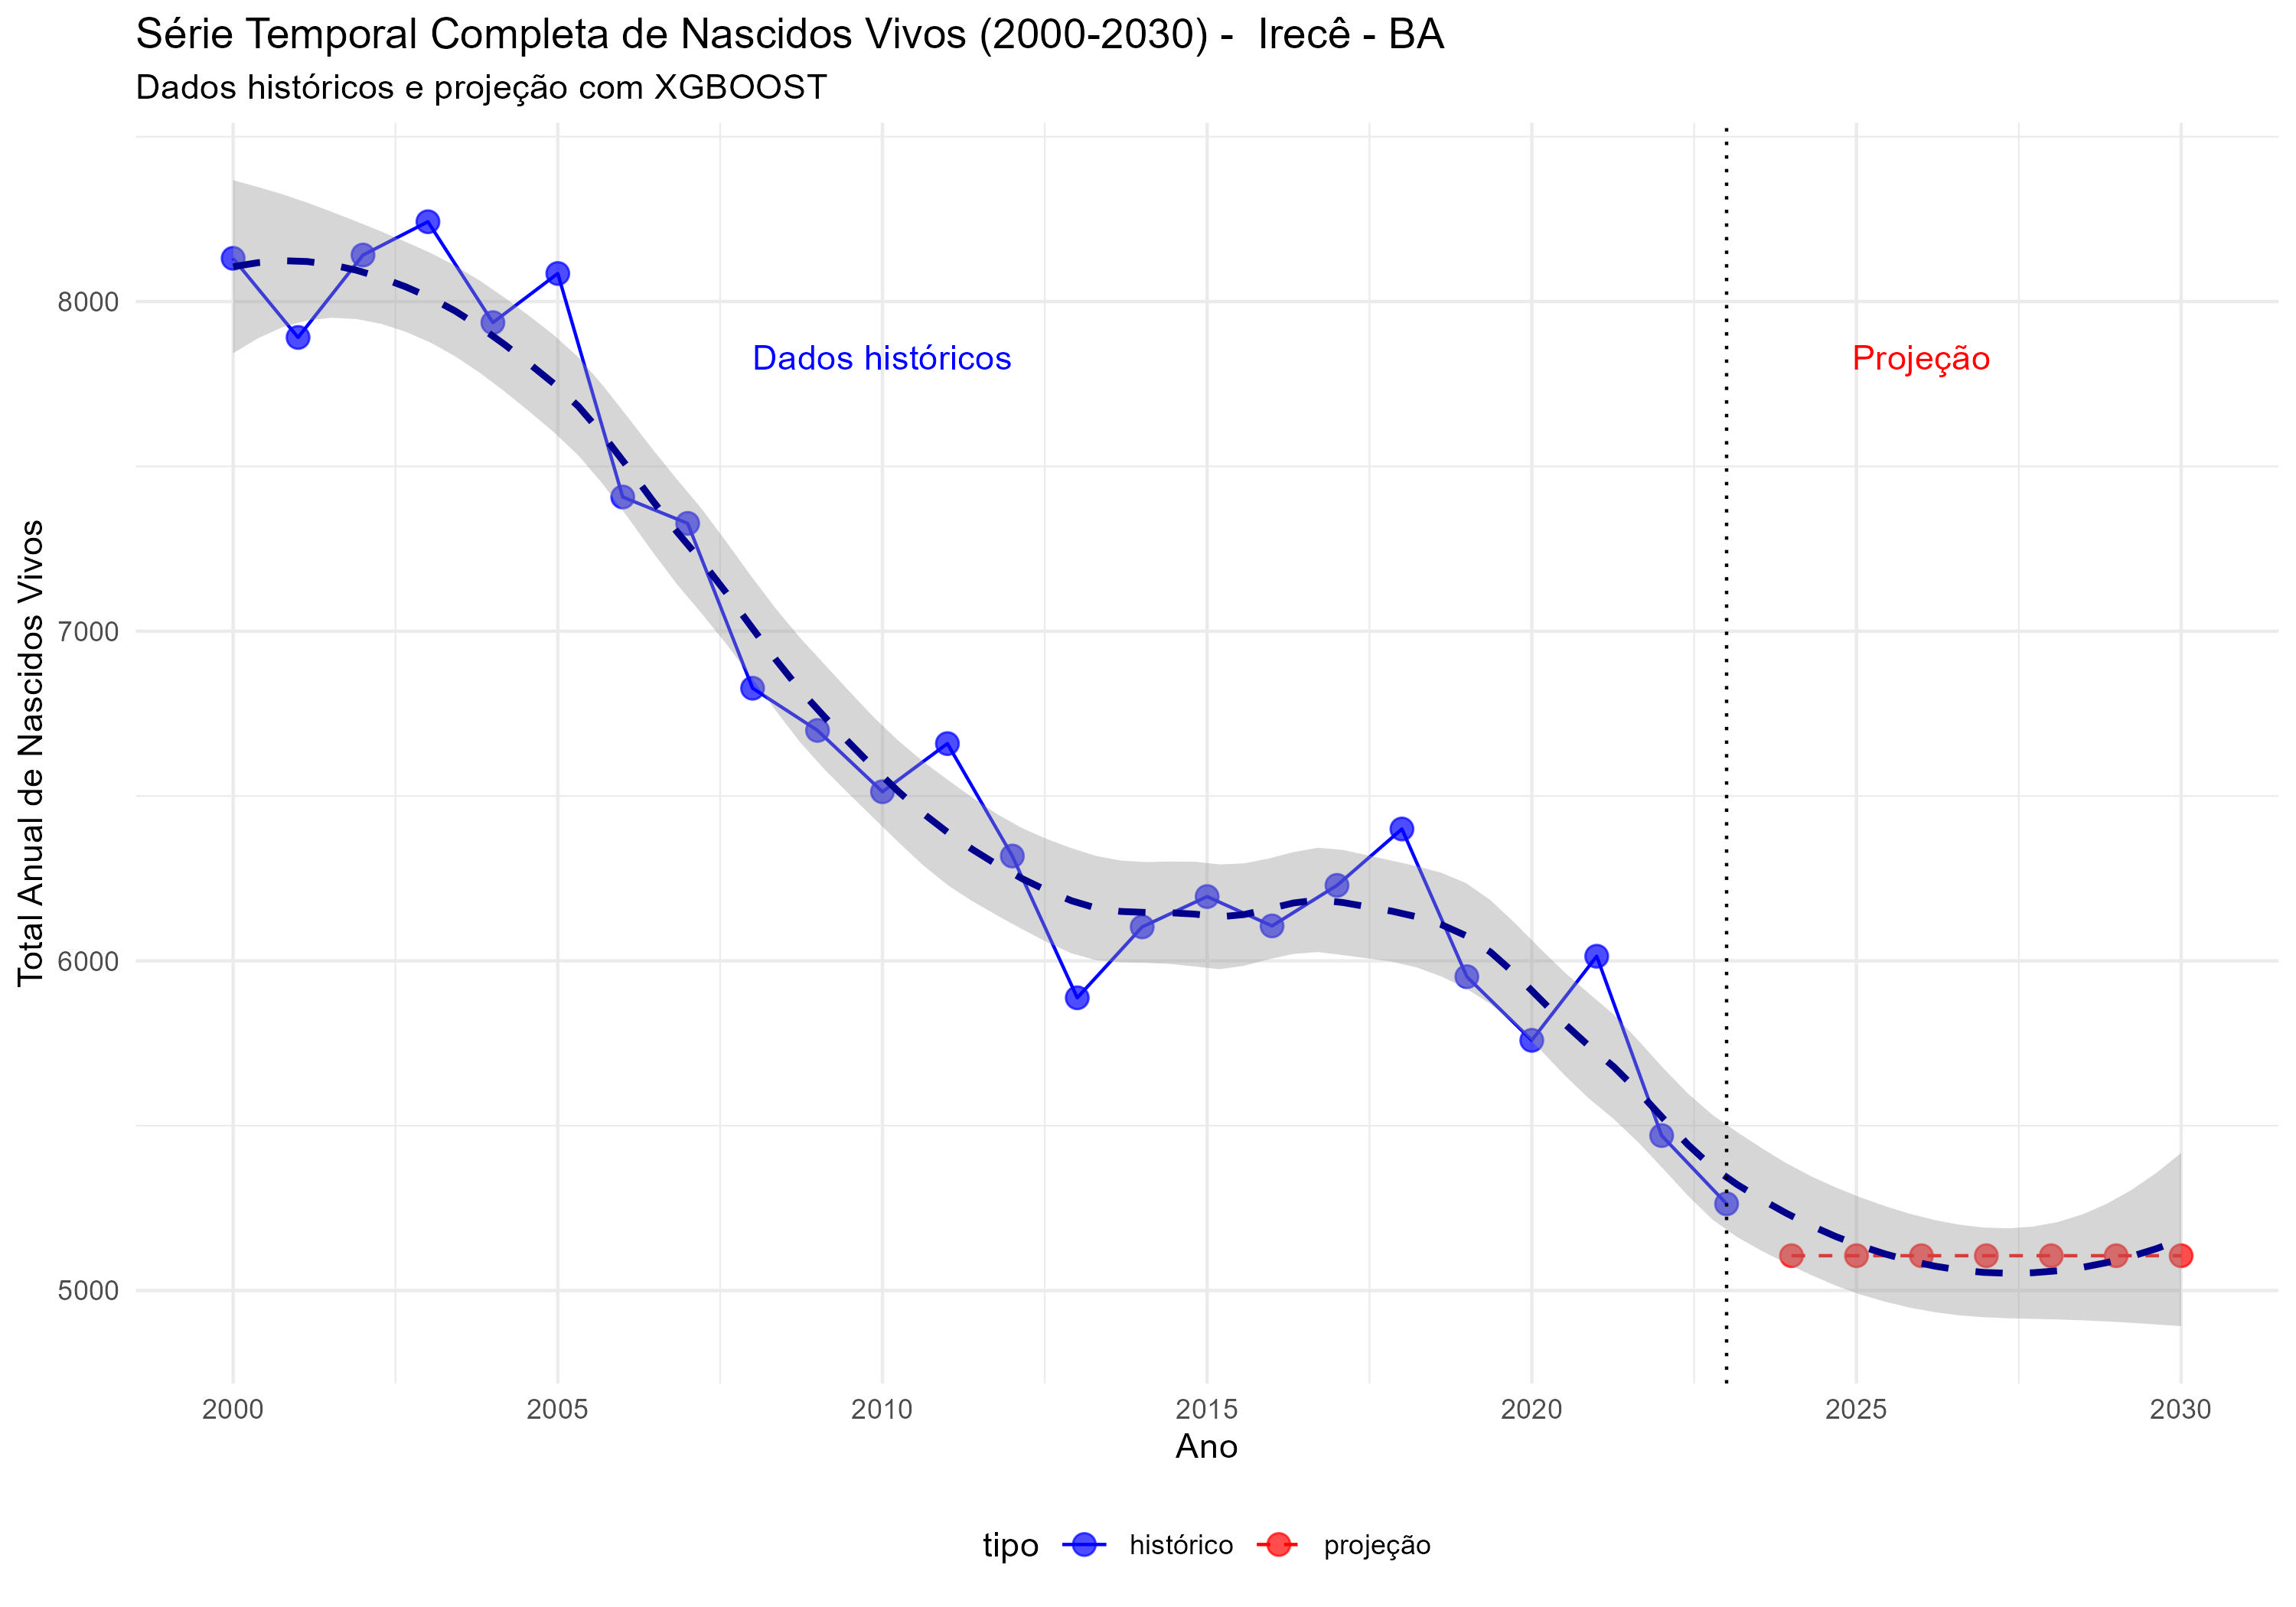 Série Temporal Completa de Nascidos Vivos (2000-2030) -  Irecê - BA
Dados históricos e projeção com XGBOOST
Total Anual de Nascidos Vivos
8000
7000
6000
5000
Dados históricos
Projeção
2000 2005 2010 2015 2020 2025 2030
Ano
tipo histórico projeção